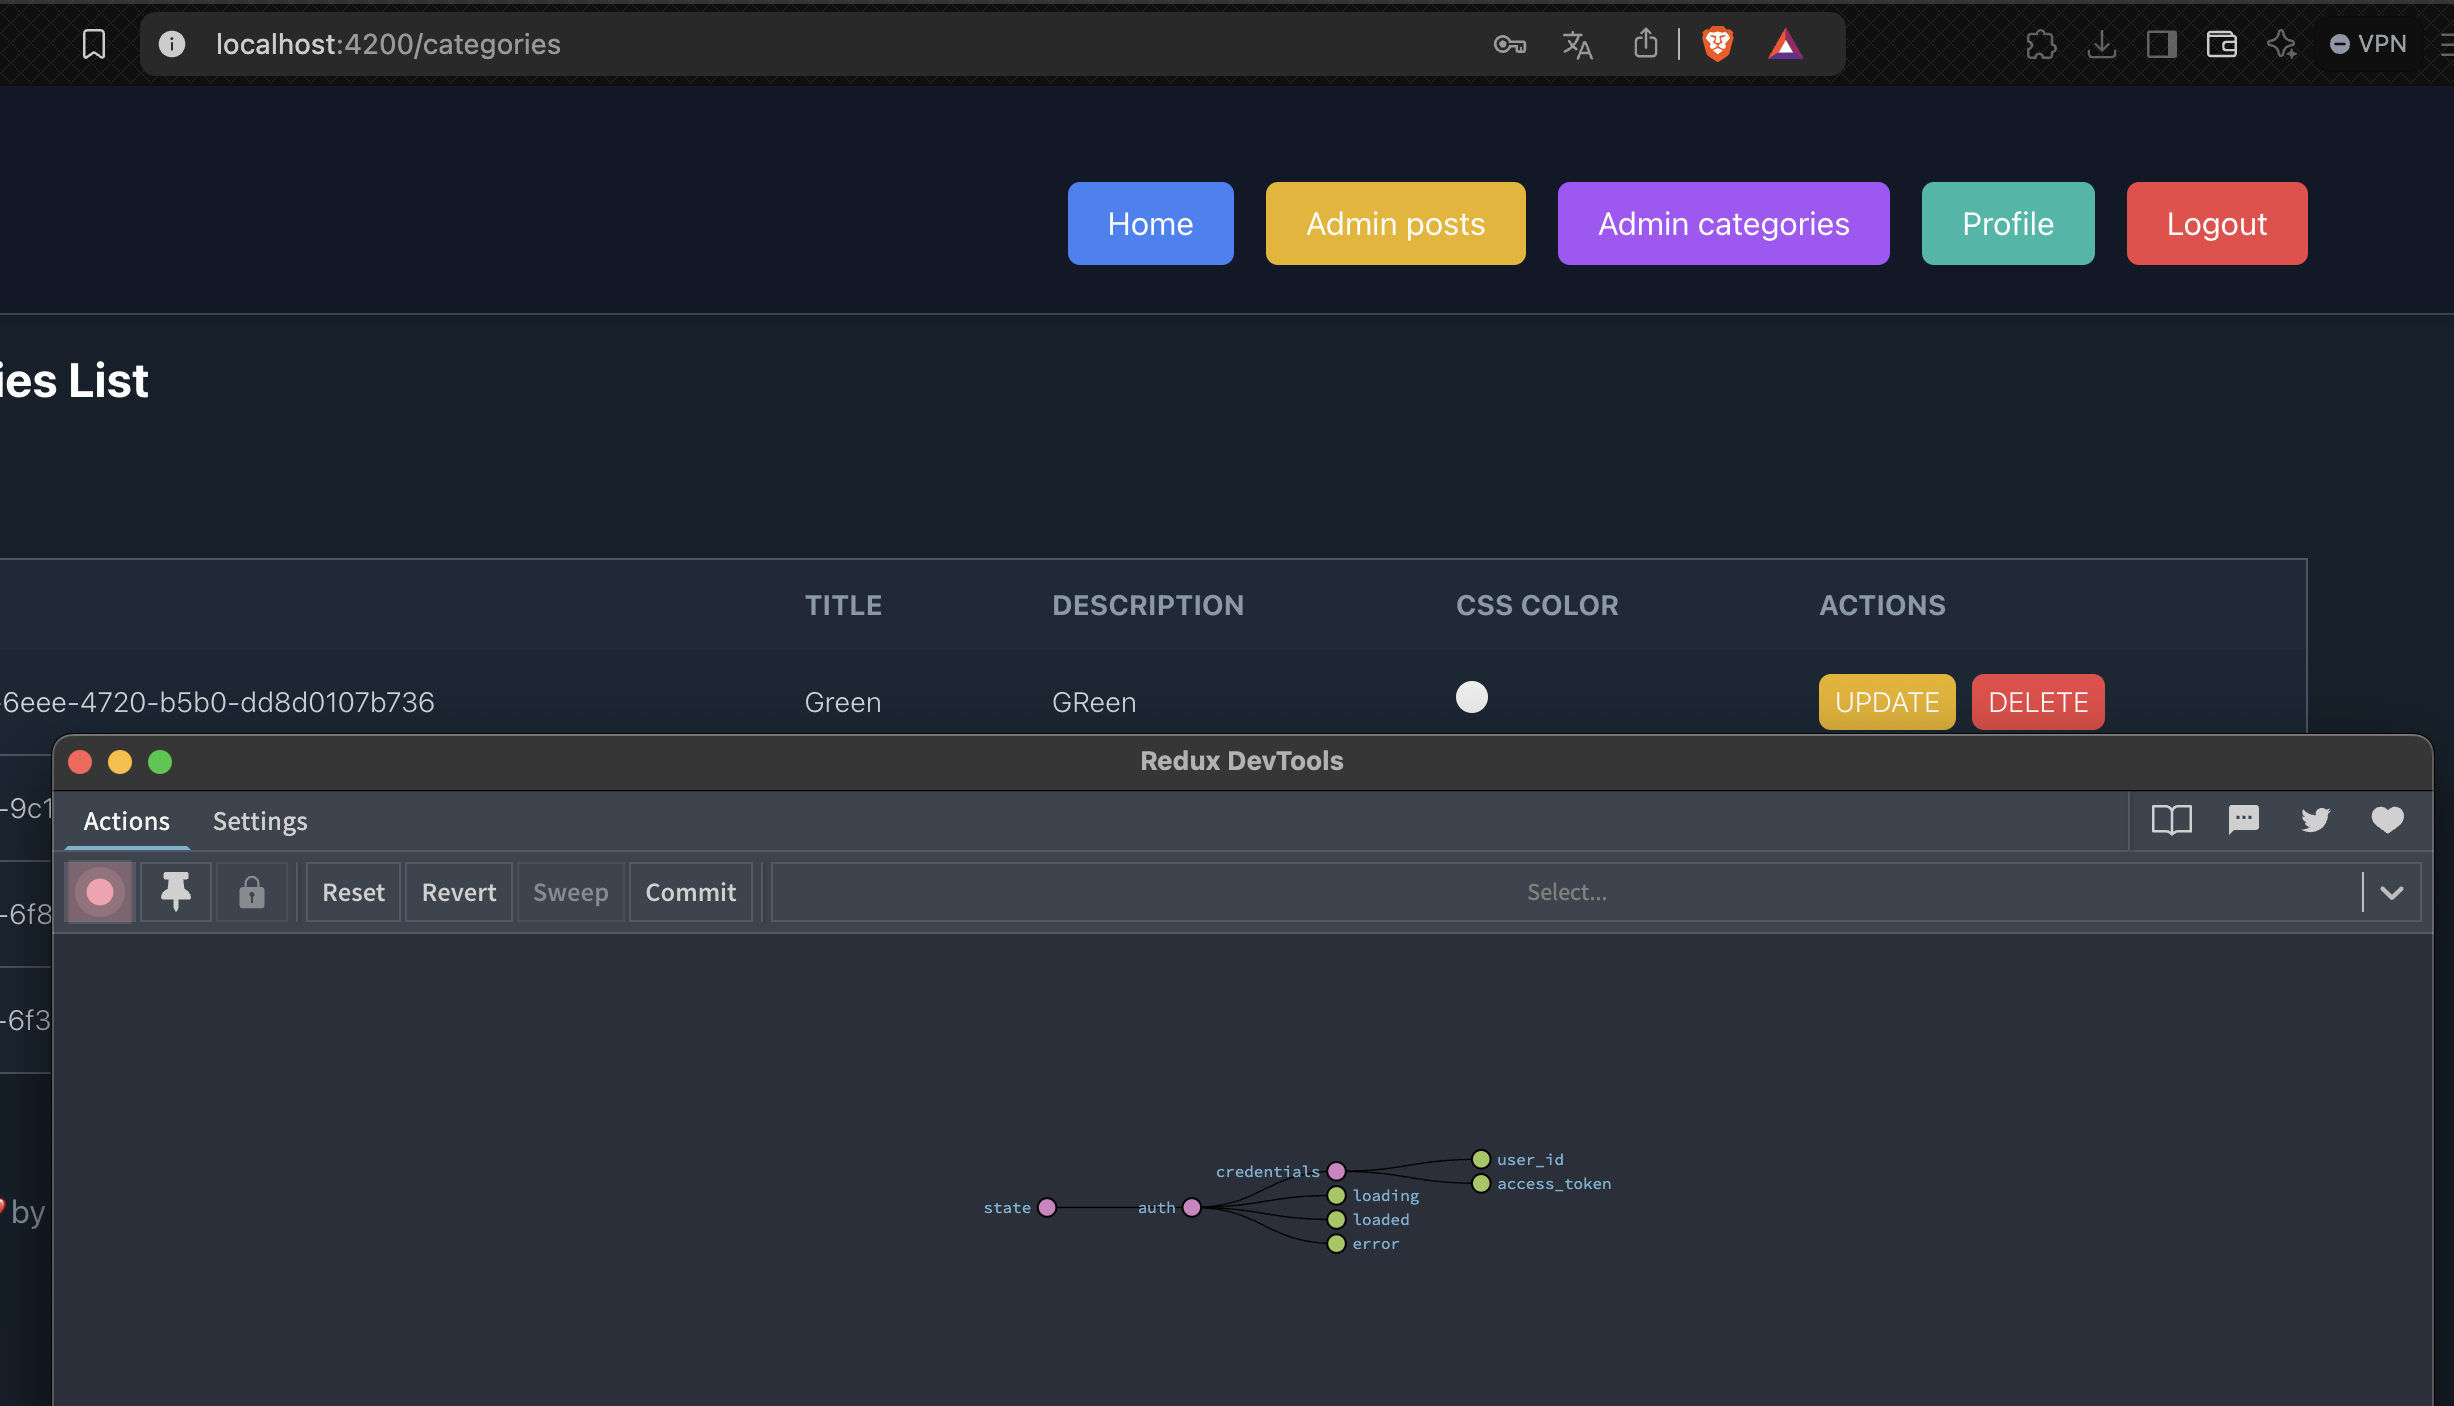 localhost:4200/categories
VPN
Home
Admin posts
Admin categories
Profile
Logout
ies List
TITLE
DESCRIPTION
CSS COLOR
ACTIONS
-6eee-4720-b5b0-dd8d0107b736
Green
GReen
UPDATE
DELETE
-9c1
-6f8
-6f3
by
Redux DevTools
Actions
Settings
Reset
Revert
Sweep
Commit
Select...
state
auth
credentials
user_id
access_token
loading
loaded
error